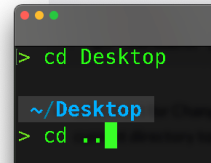 > cd Desktop
~/Desktop
> cd ..